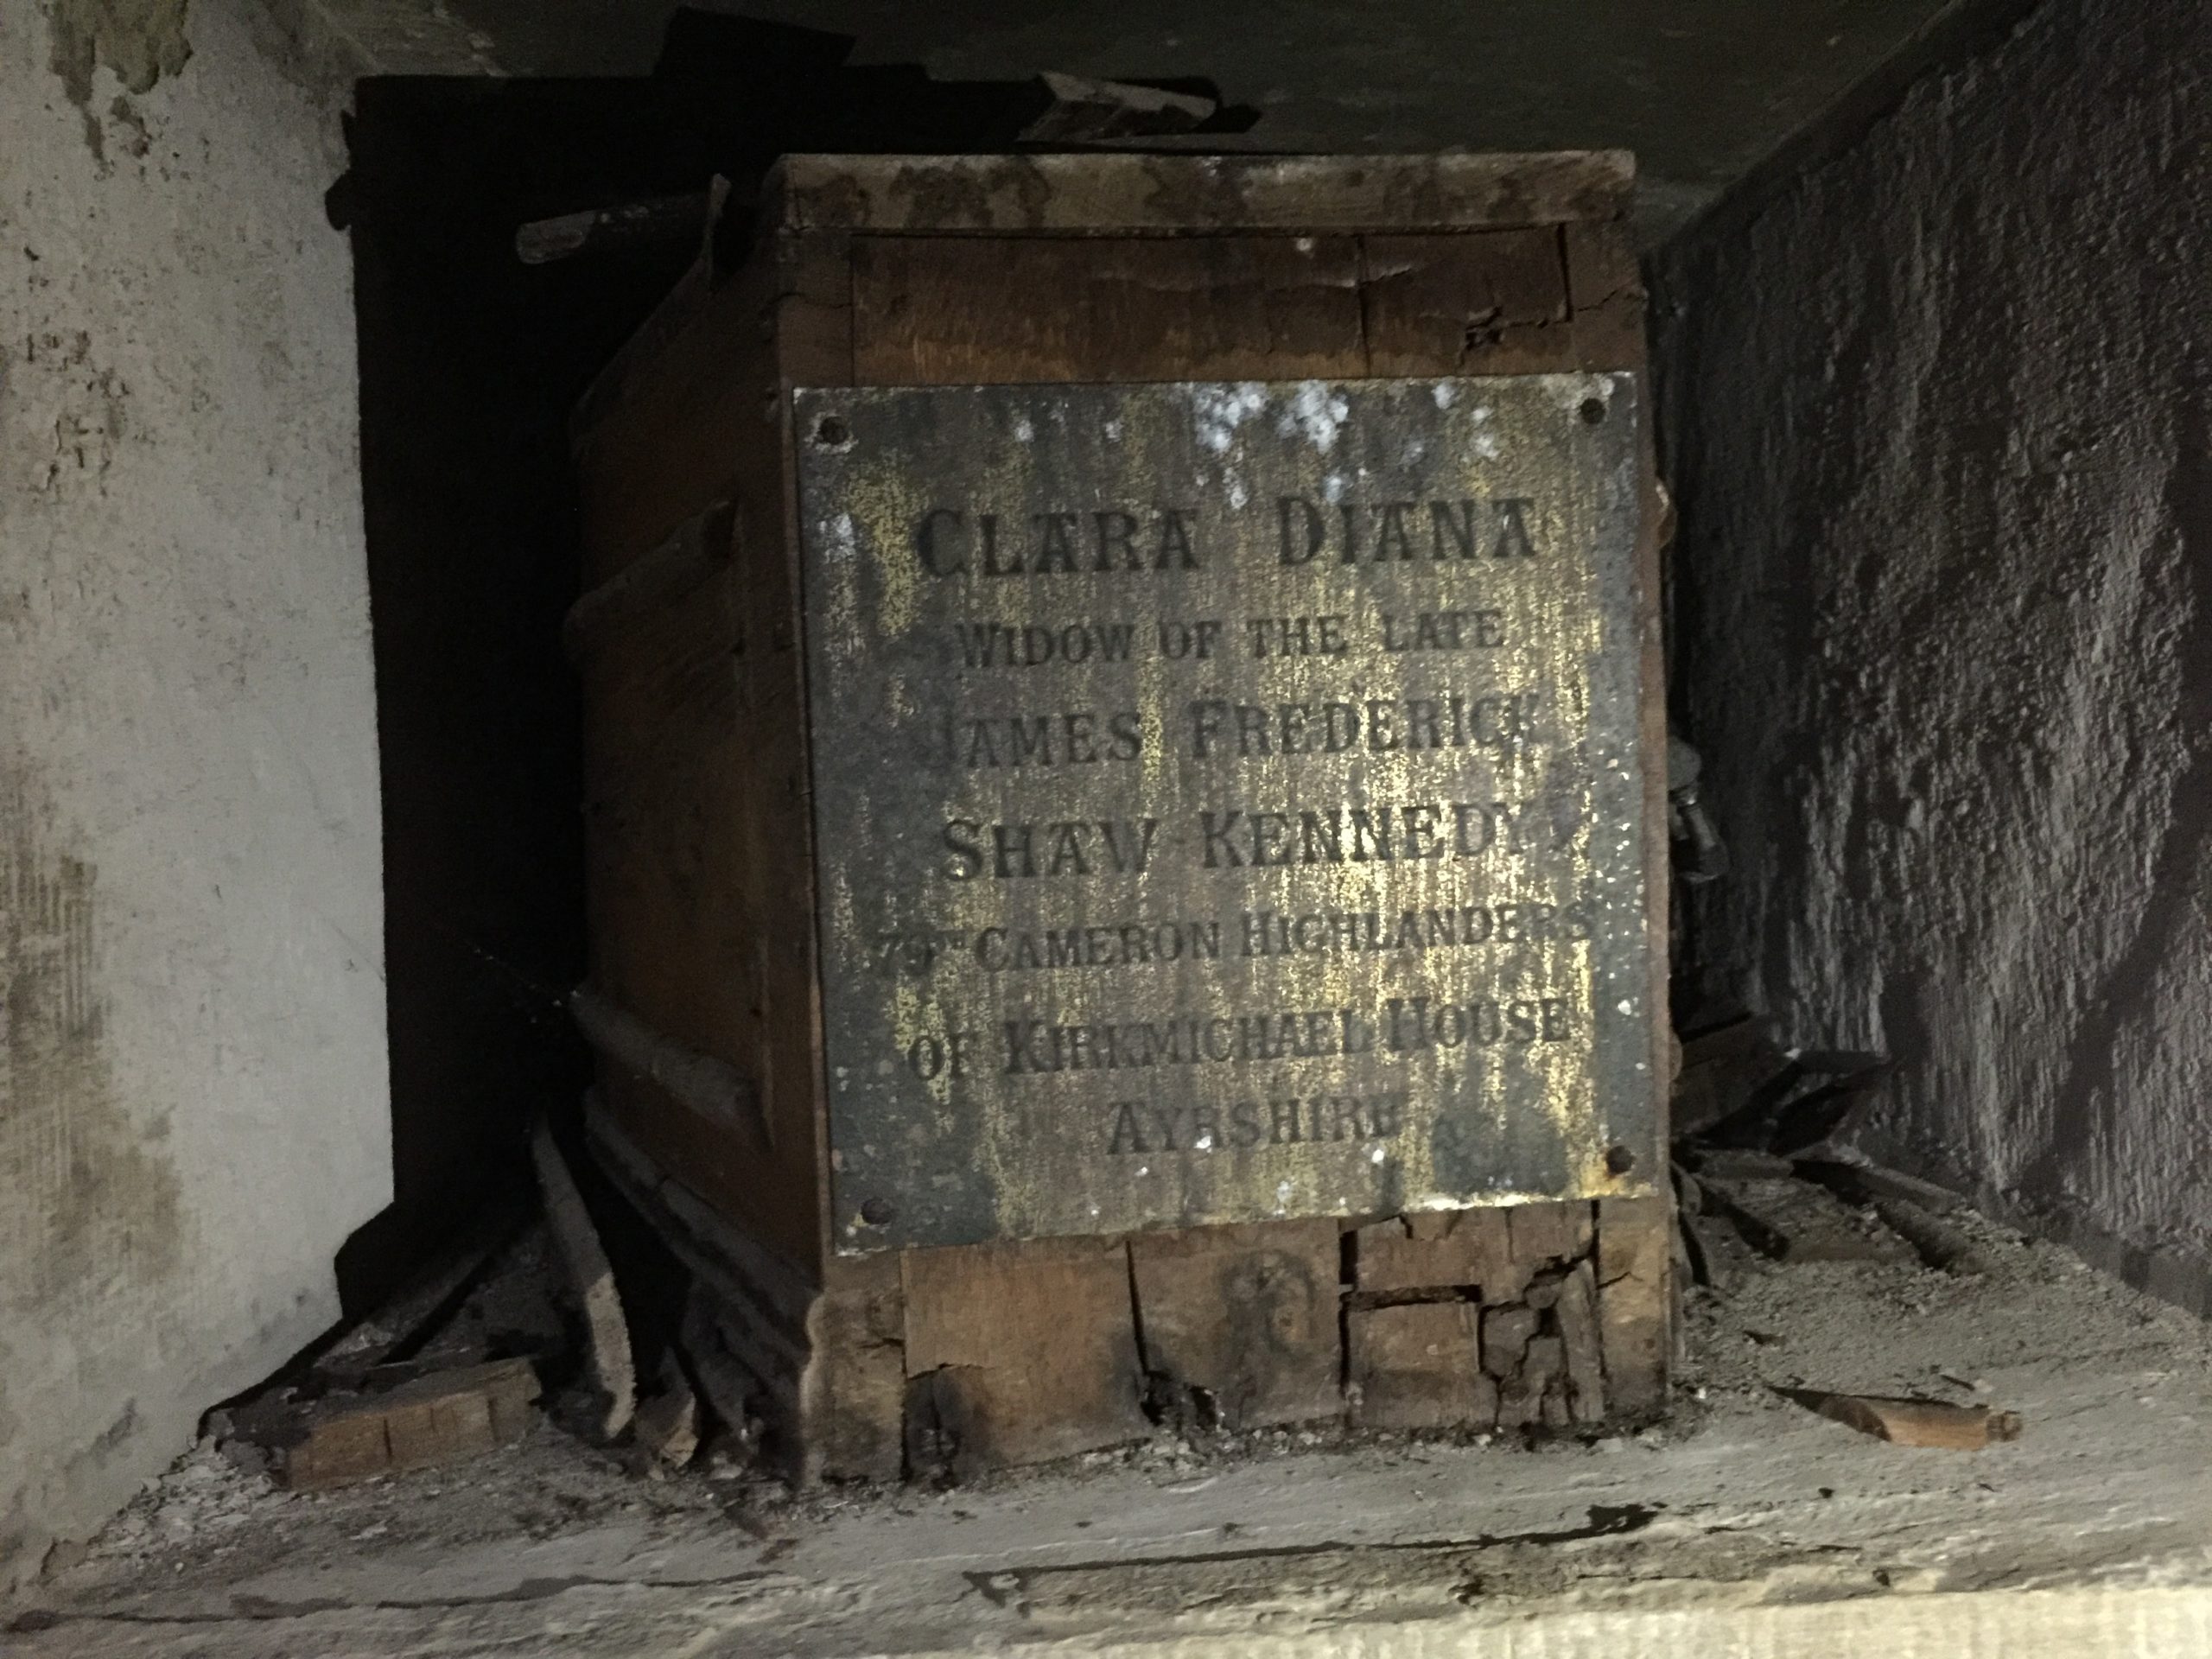 CLARA DIANA
WIDOW OF THE LATE
JAMES FREDERICK
SHAW-KENNEDY
79TH CAMERON HIGHLANDERS
OF KIRKMICHAEL HOUSE
AYRSHIRE